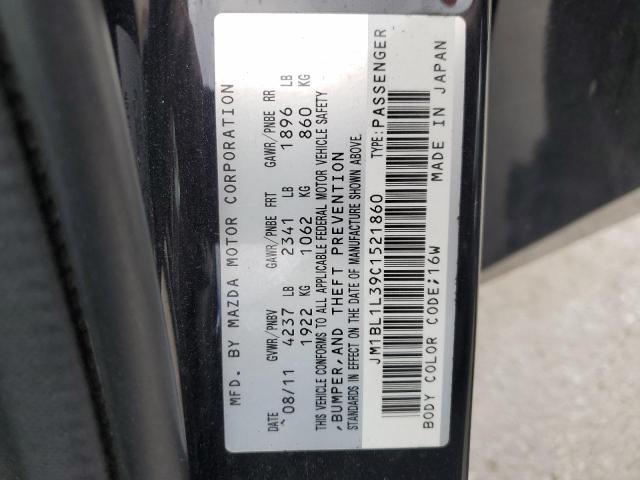 MFD. BY MAZDA MOTOR CORPORATION
DATE GVWR/PNBV GAWR/PNBE FRT GAWR/PNBE RR
08/11 4237 LB 2341 LB 1896 LB
1922 KG 1062 KG 860 KG
THIS VEHICLE CONFORMS TO ALL APPLICABLE FEDERAL MOTOR VEHICLE SAFETY
,BUMPER,AND THEFT PREVENTION
STANDARDS IN EFFECT ON THE DATE OF MANUFACTURE SHOWN ABOVE.
JM1BL1L39C1521860 TYPE:PASSENGER
BODY COLOR CODE;16W MADE IN JAPAN